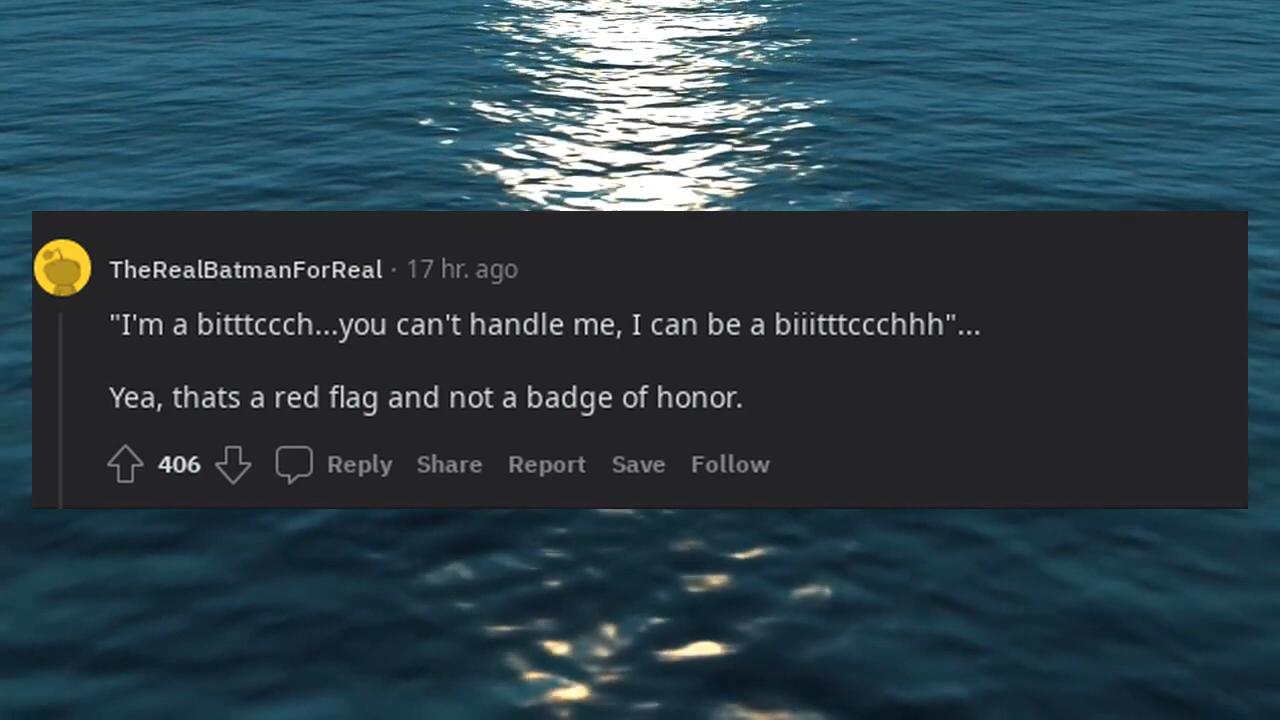 TheRealBatmanForReal · 17 hr. ago
"I'm a bitttccch...you can't handle me, I can be a biiitttccchhh"...
Yea, thats a red flag and not a badge of honor.
406 Reply Share Report Save Follow